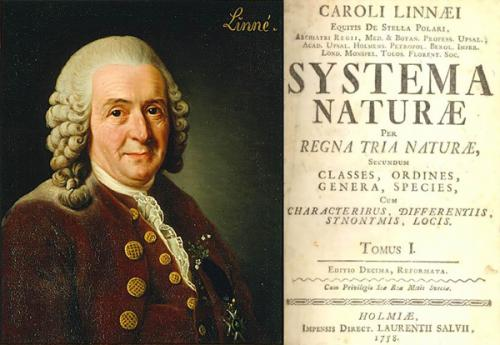 Linné.
CAROLI LINNÆI
EQUITIS DE STELLA POLARI,
ARCHIATRI REGII, MED. & BOTAN. PROFESS. UPSAL.;
ACAD. UPSAL. HOLMENS. PETROPOL. BEROL. IMPER.
LOND. MONSPEL. TOLOS. FLORENT. SOC.
SYSTEMA
NATURÆ
PER
REGNA TRIA NATURÆ,
SECUNDUM
CLASSES, ORDINES,
GENERA, SPECIES,
CUM
CHARACTERIBUS, DIFFERENTIIS,
SYNONYMIS, LOCIS.
TOMUS I.
EDITIO DECIMA, REFORMATA.
Cum Privilegio S:æ R:æ M:tis Sveciæ.
HOLMIÆ,
IMPENSIS DIRECT. LAURENTII SALVII,
1758.